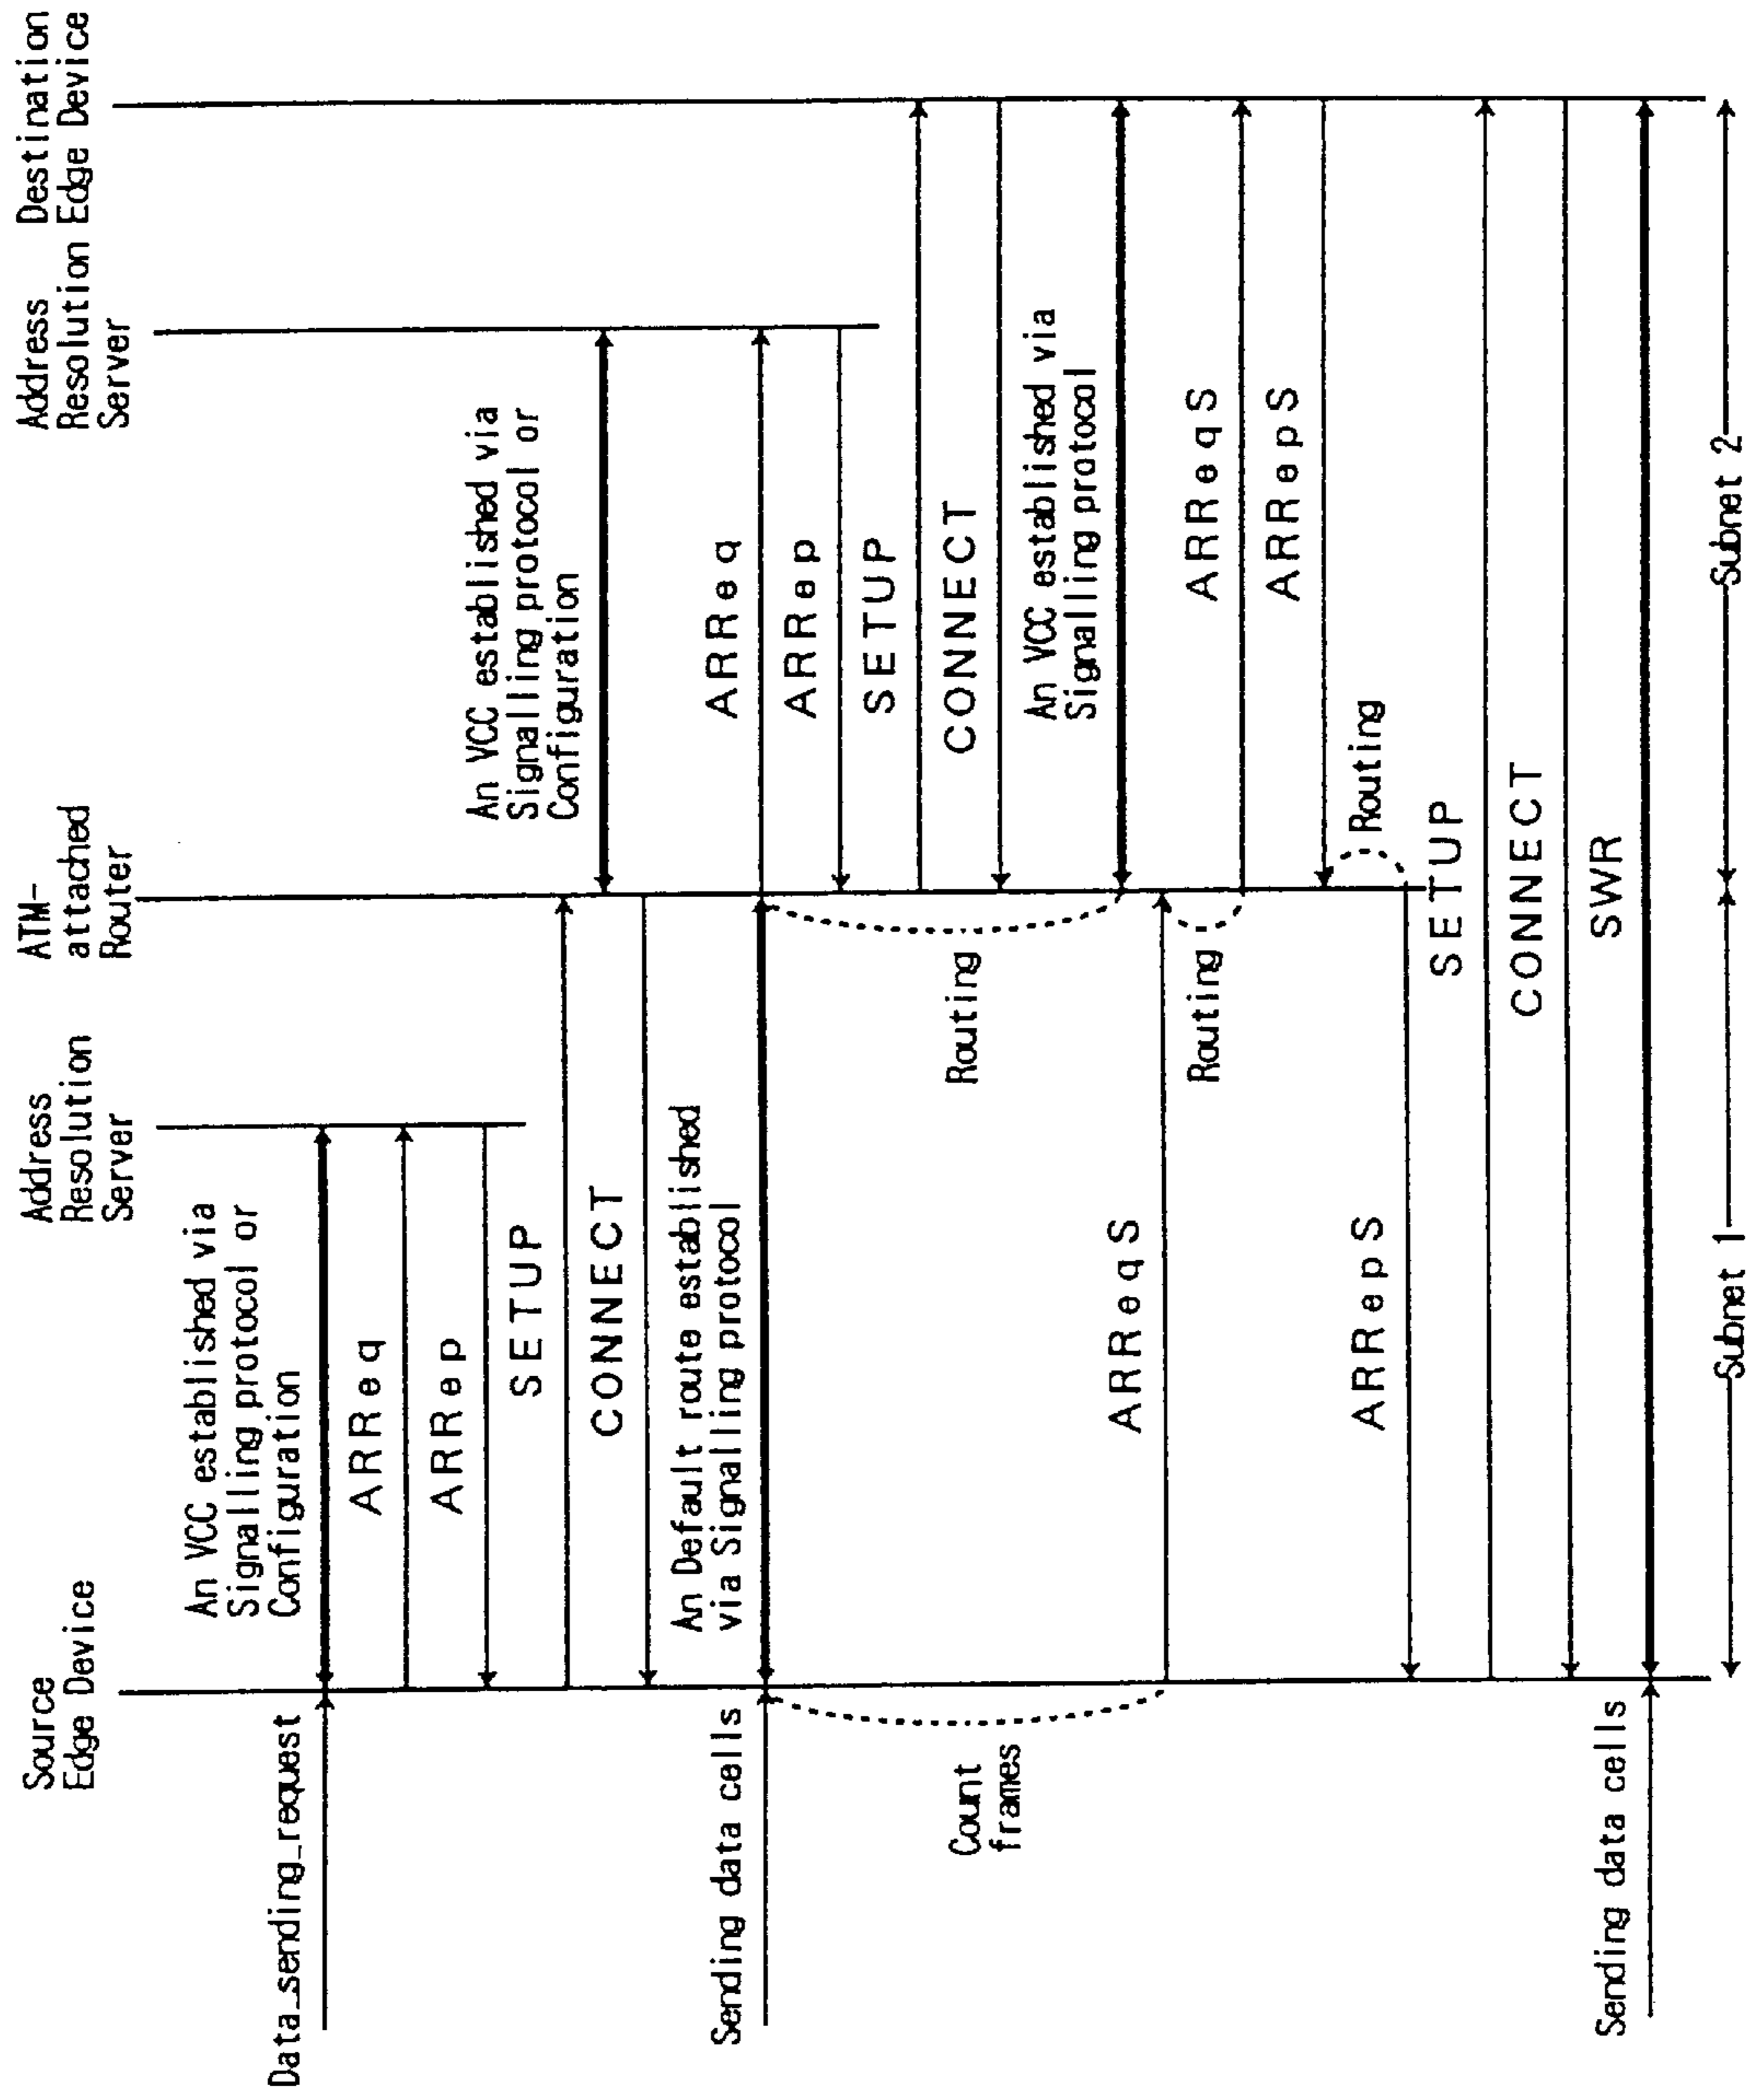 Source
Edge Device
Address
Resolution
Server
ATM-
attached
Router
Address
Resolution
Server
Destination
Edge Device
Data_sending_request
An VCC established via
Signalling protocol or
Configuration
ARReq
ARRep
SETUP
CONNECT
An VCC established via
Signalling protocol or
Configuration
Sending data cells
An Default route established
via Signalling protocol
ARReq
ARRep
SETUP
CONNECT
Count
frames
Routing
An VCC established via
Signalling protocol
ARReqS
Routing
ARReqS
ARRepS
Routing
ARRepS
SETUP
CONNECT
Sending data cells
SWR
Subnet 1
Subnet 2